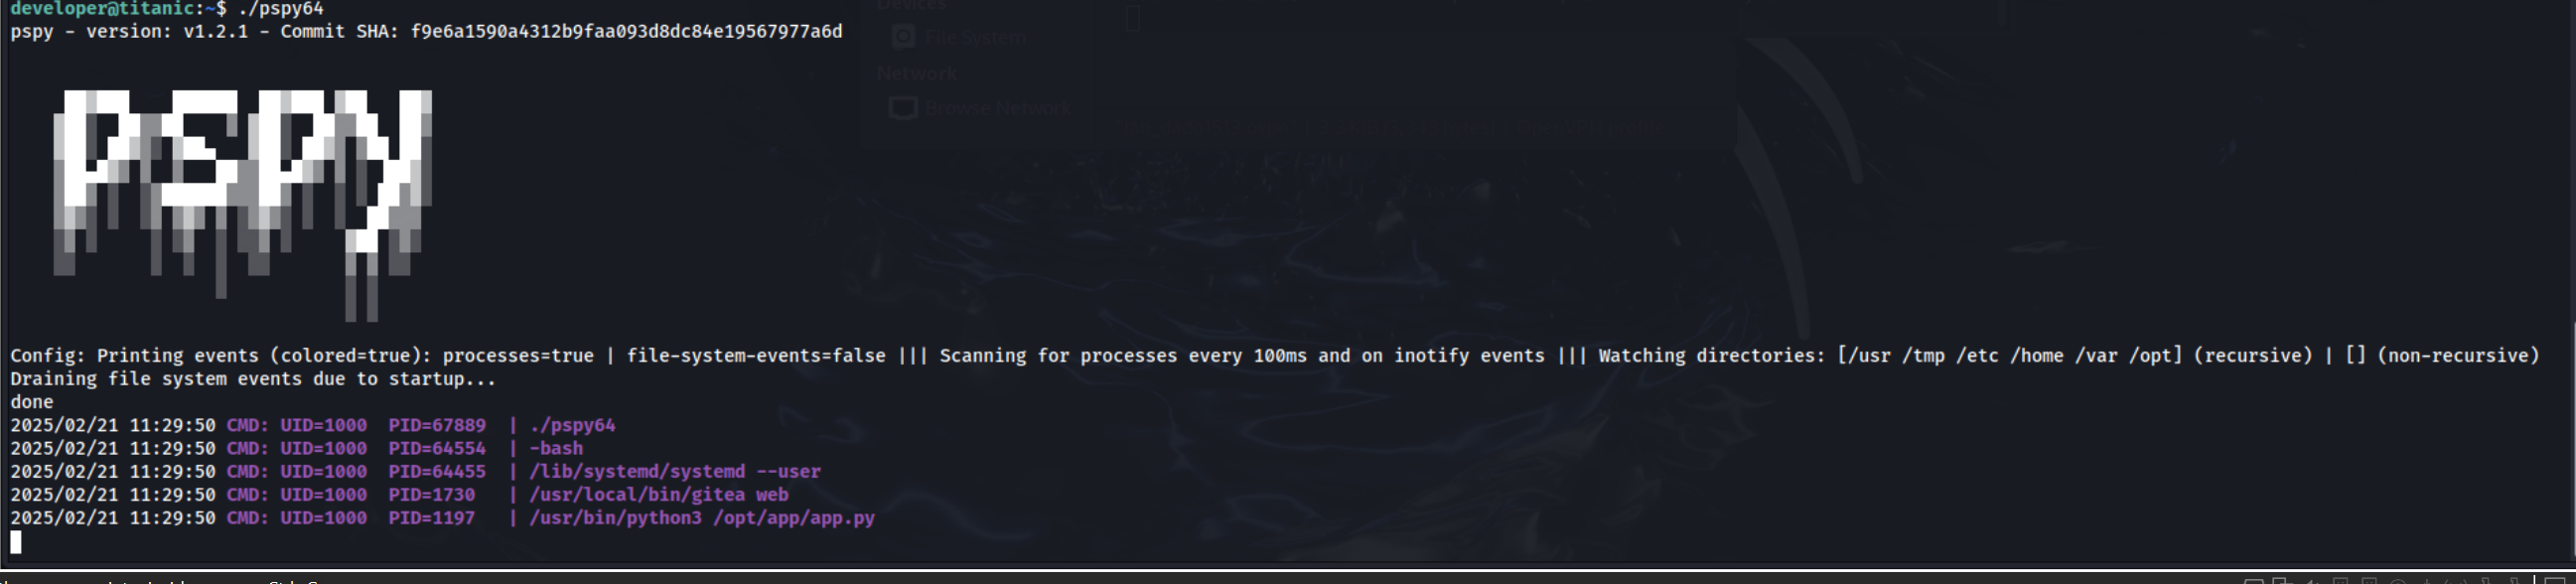 developer@titanic:~$ ./pspy64
pspy - version: v1.2.1 - Commit SHA: f9e6a1590a4312b9faa093d8dc84e19567977a6d
Devices
File System
Network
Browse Network
pspy
Config: Printing events (colored=true): processes=true | file-system-events=false ||| Scanning for processes every 100ms and on inotify events ||| Watching directories: [/usr /tmp /etc /home /var /opt] (recursive) | [] (non-recursive)
Draining file system events due to startup...
done
2025/02/21 11:29:50 CMD: UID=1000  PID=67889  | ./pspy64
2025/02/21 11:29:50 CMD: UID=1000  PID=64554  | -bash
2025/02/21 11:29:50 CMD: UID=1000  PID=64455  | /lib/systemd/systemd --user
2025/02/21 11:29:50 CMD: UID=1000  PID=1730   | /usr/local/bin/gitea web
2025/02/21 11:29:50 CMD: UID=1000  PID=1197   | /usr/bin/python3 /opt/app/app.py